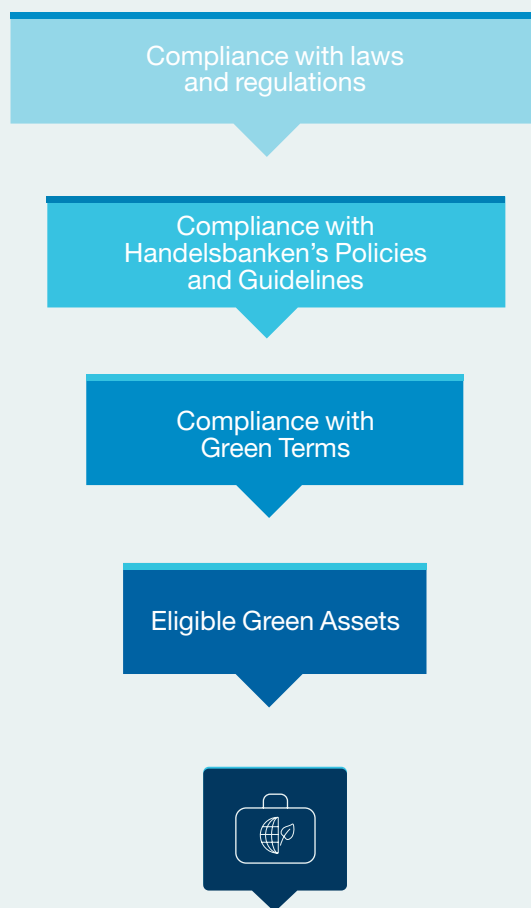 Compliance with laws
and regulations
Compliance with
Handelsbanken's Policies
and Guidelines
Compliance with
Green Terms
Eligible Green Assets